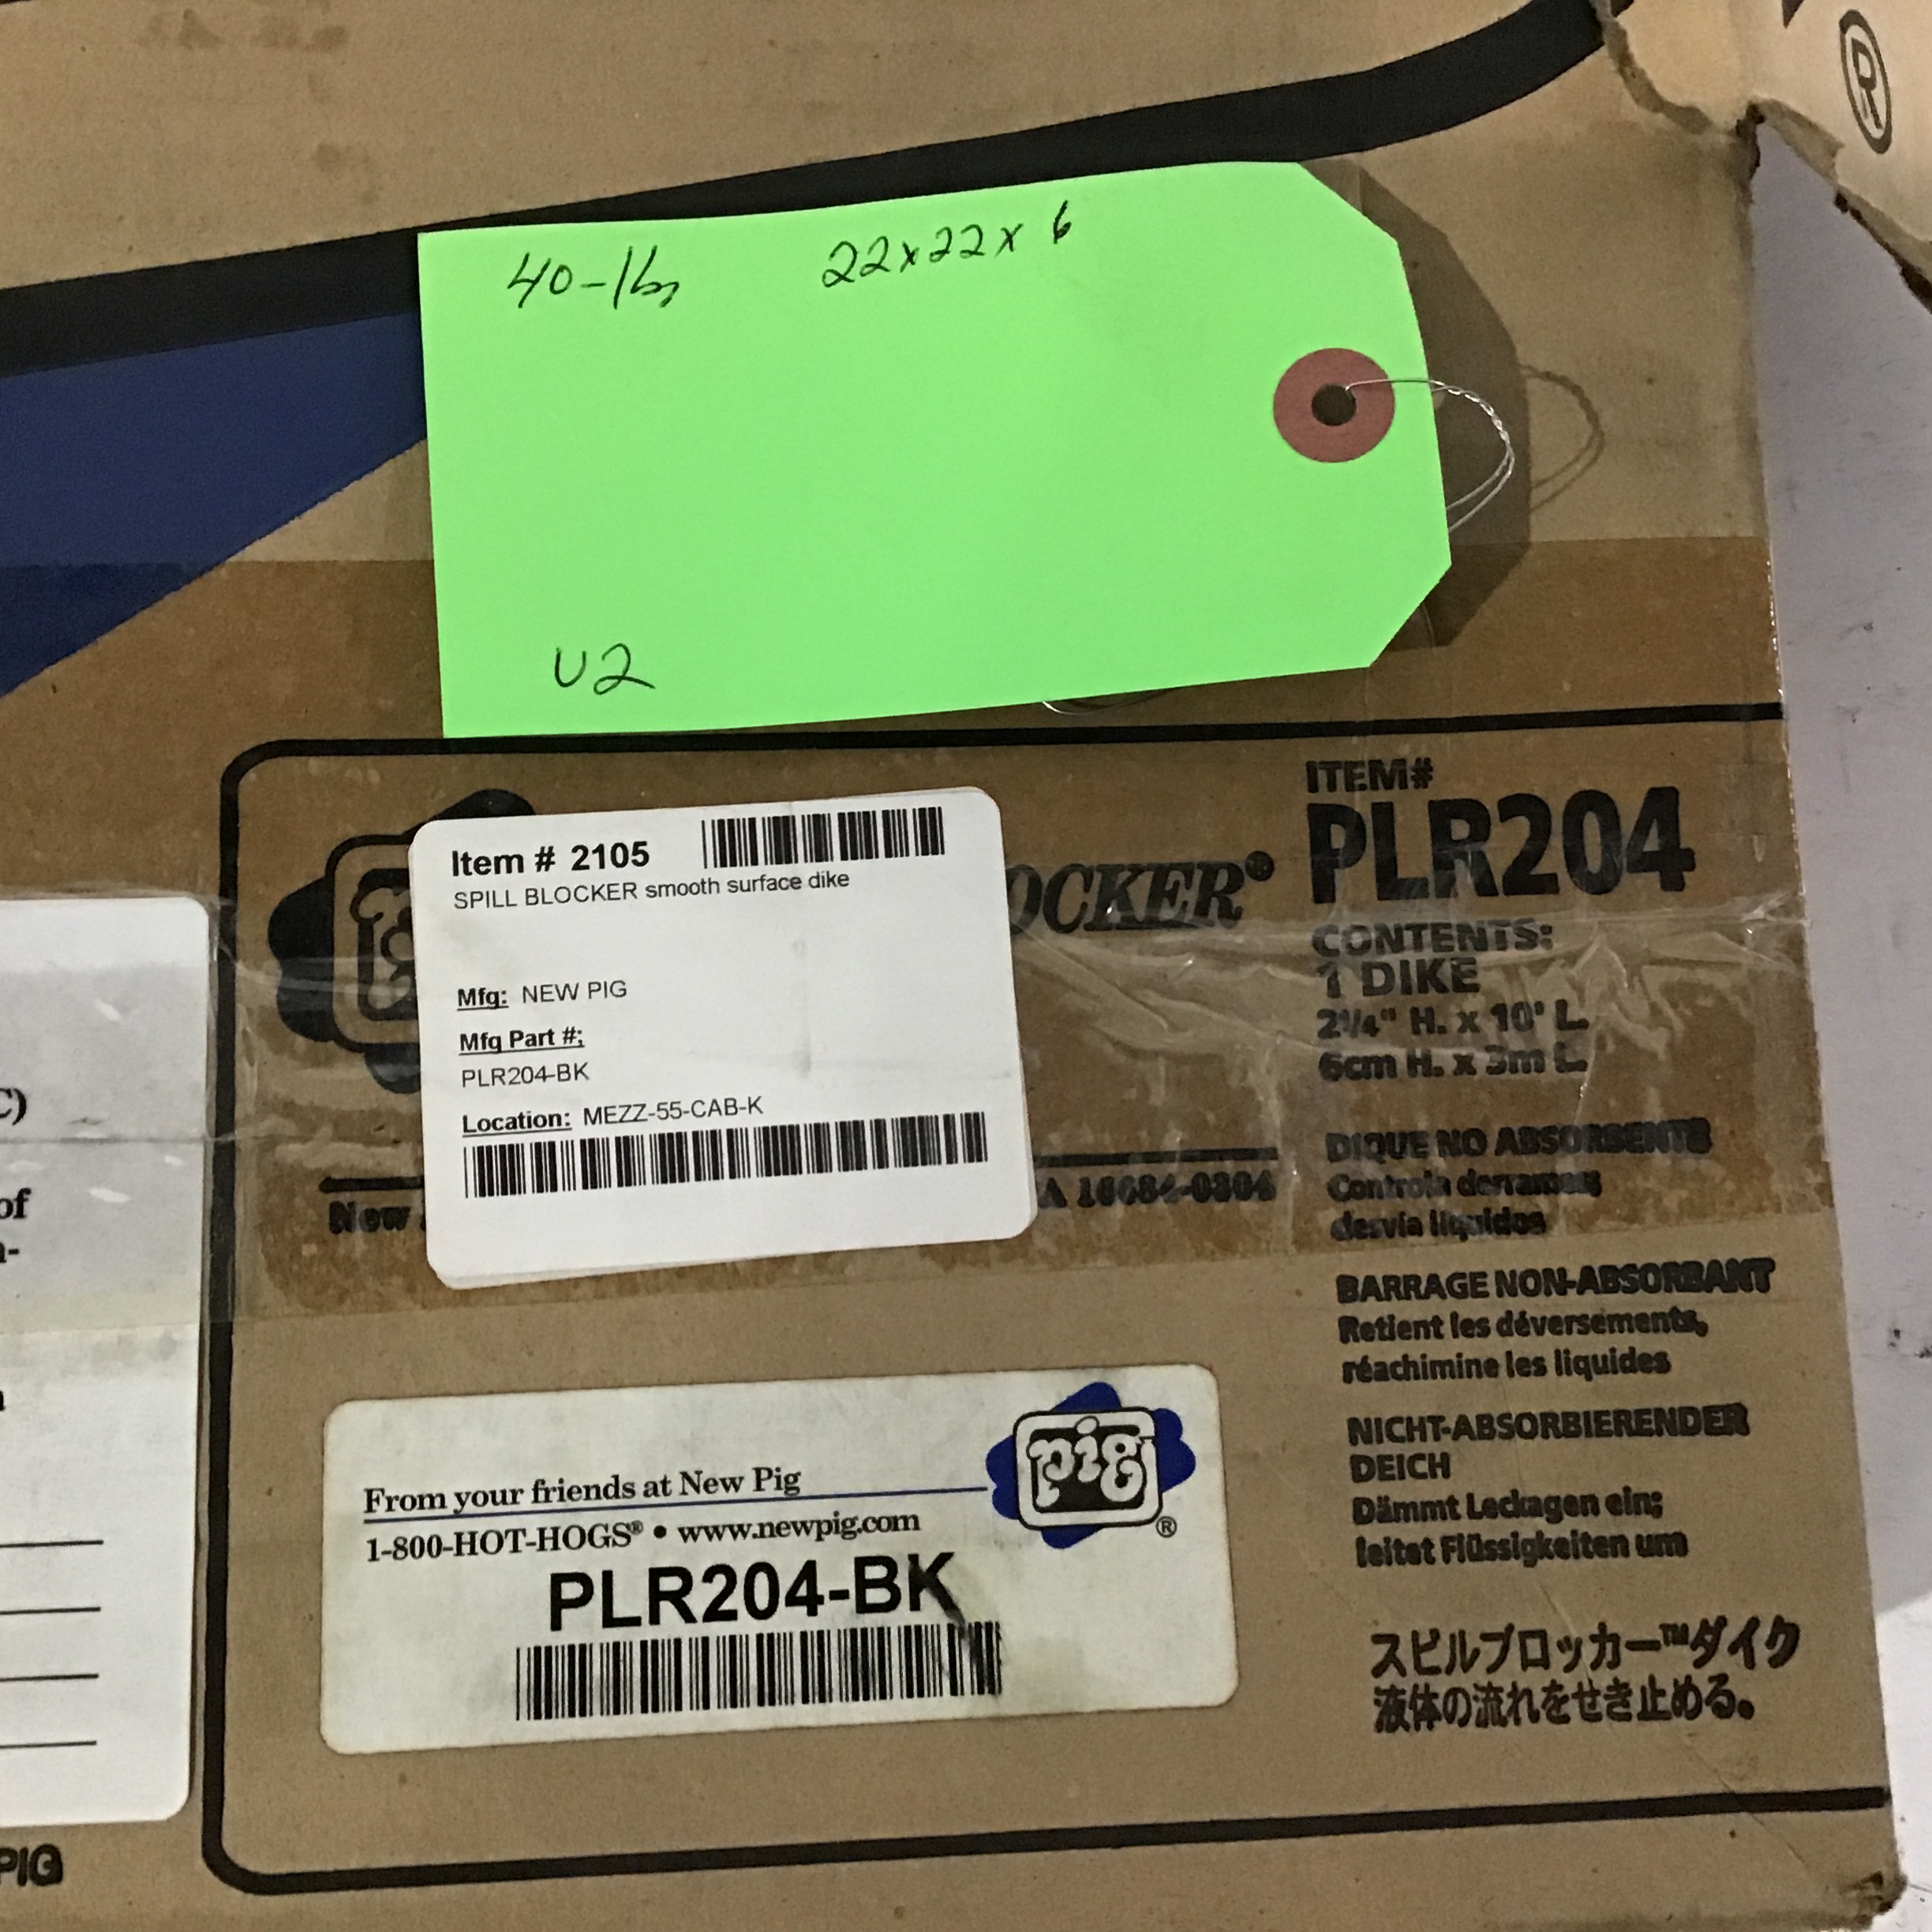 ®
40-lbs 22x22x6
U2
ITEM#
PLR204
CONTENTS:
1 DIKE
2¼" H. x 10' L.
6cm H. x 3m L.
OCKER®
Item # 2105
SPILL BLOCKER smooth surface dike
Mfg: NEW PIG
Mfg Part #:
PLR204-BK
Location: MEZZ-55-CAB-K
New
A 16684-0304
DIQUE NO ABSORBENTE
Controla derrames
desvía líquidos
BARRAGE NON-ABSORBANT
Retient les déversements,
réachimine les liquides
NICHT-ABSORBIERENDER
DEICH
Dämmt Leckagen ein;
leitet Flüssigkeiten um
スピルブロッカー™ダイク
液体の流れをせき止める。
From your friends at New Pig
1-800-HOT-HOGS® • www.newpig.com
pig®
PLR204-BK
C)
of
PIG